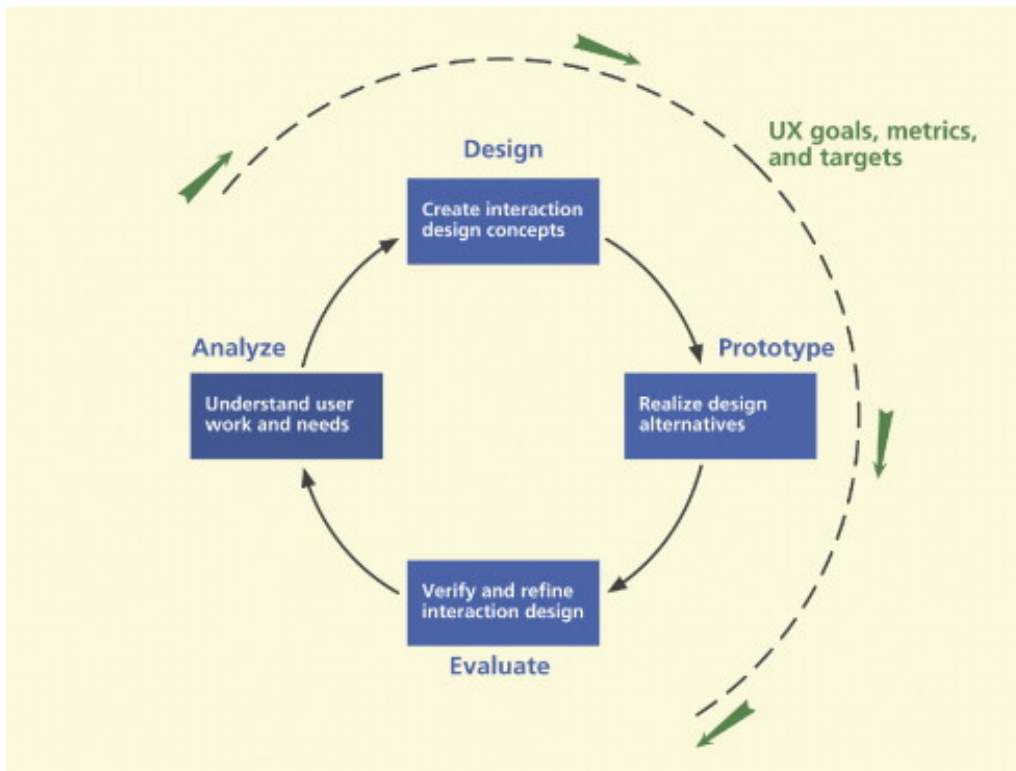 Design
Create interaction
design concepts
UX goals, metrics,
and targets
Analyze
Understand user
work and needs
Prototype
Realize design
alternatives
Verify and refine
interaction design
Evaluate